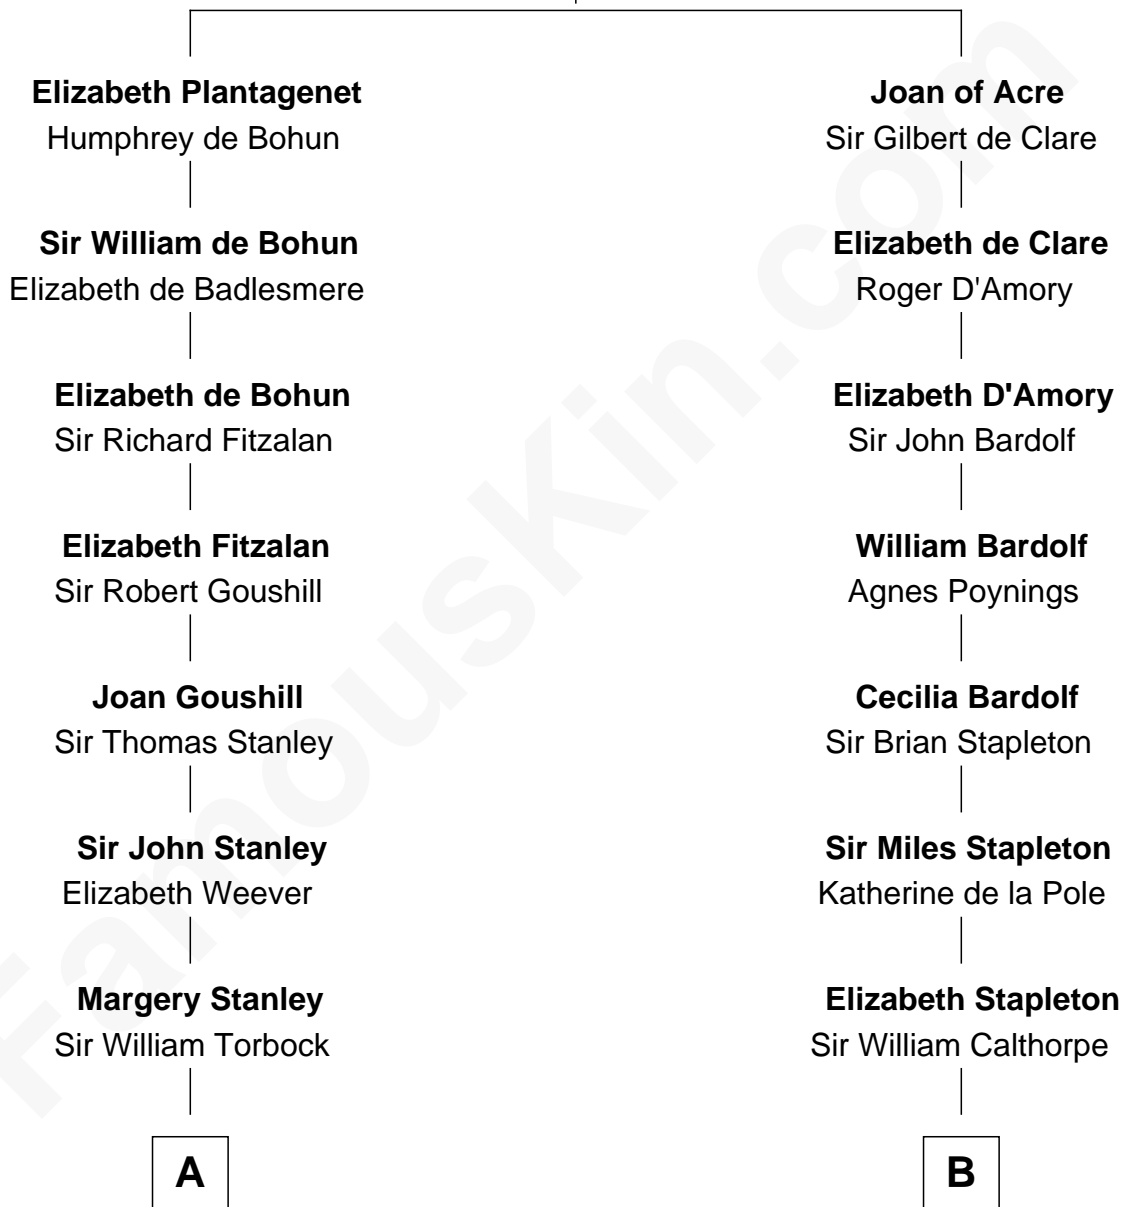 Elizabeth Plantagenet
Humphrey de Bohun
Sir William de Bohun
Elizabeth de Badlesmere
Elizabeth de Bohun
Sir Richard Fitzalan
Elizabeth Fitzalan
Sir Robert Goushill
Joan Goushill
Sir Thomas Stanley
Sir John Stanley
Elizabeth Weever
Margery Stanley
Sir William Torbock
A
Joan of Acre
Sir Gilbert de Clare
Elizabeth de Clare
Roger D'Amory
Elizabeth D'Amory
Sir John Bardolf
William Bardolf
Agnes Poynings
Cecilia Bardolf
Sir Brian Stapleton
Sir Miles Stapleton
Katherine de la Pole
Elizabeth Stapleton
Sir William Calthorpe
B
FamousKin.com